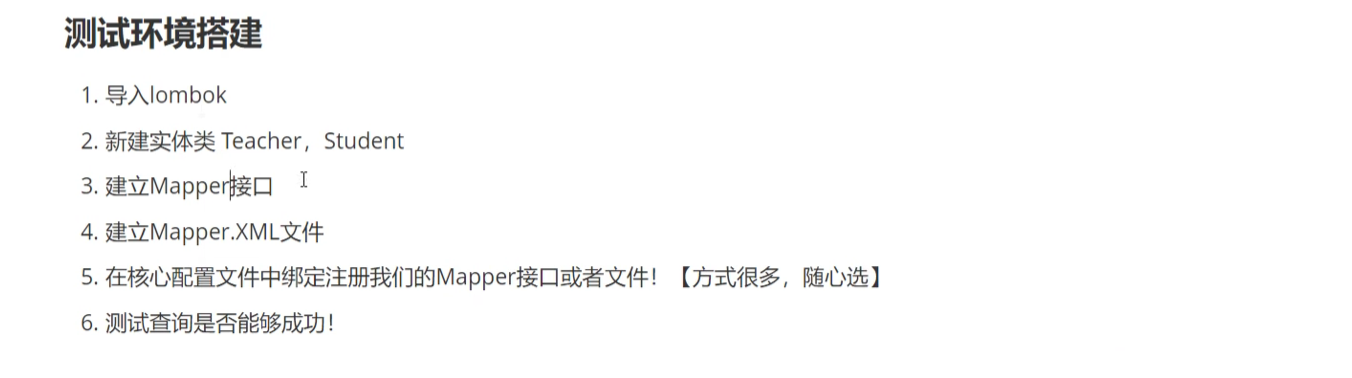 测试环境搭建
1. 导入lombok
2. 新建实体类 Teacher，Student
3. 建立Mapper接口
4. 建立Mapper.XML文件
5. 在核心配置文件中绑定注册我们的Mapper接口或者文件！【方式很多，随心选】
6. 测试查询是否能够成功！